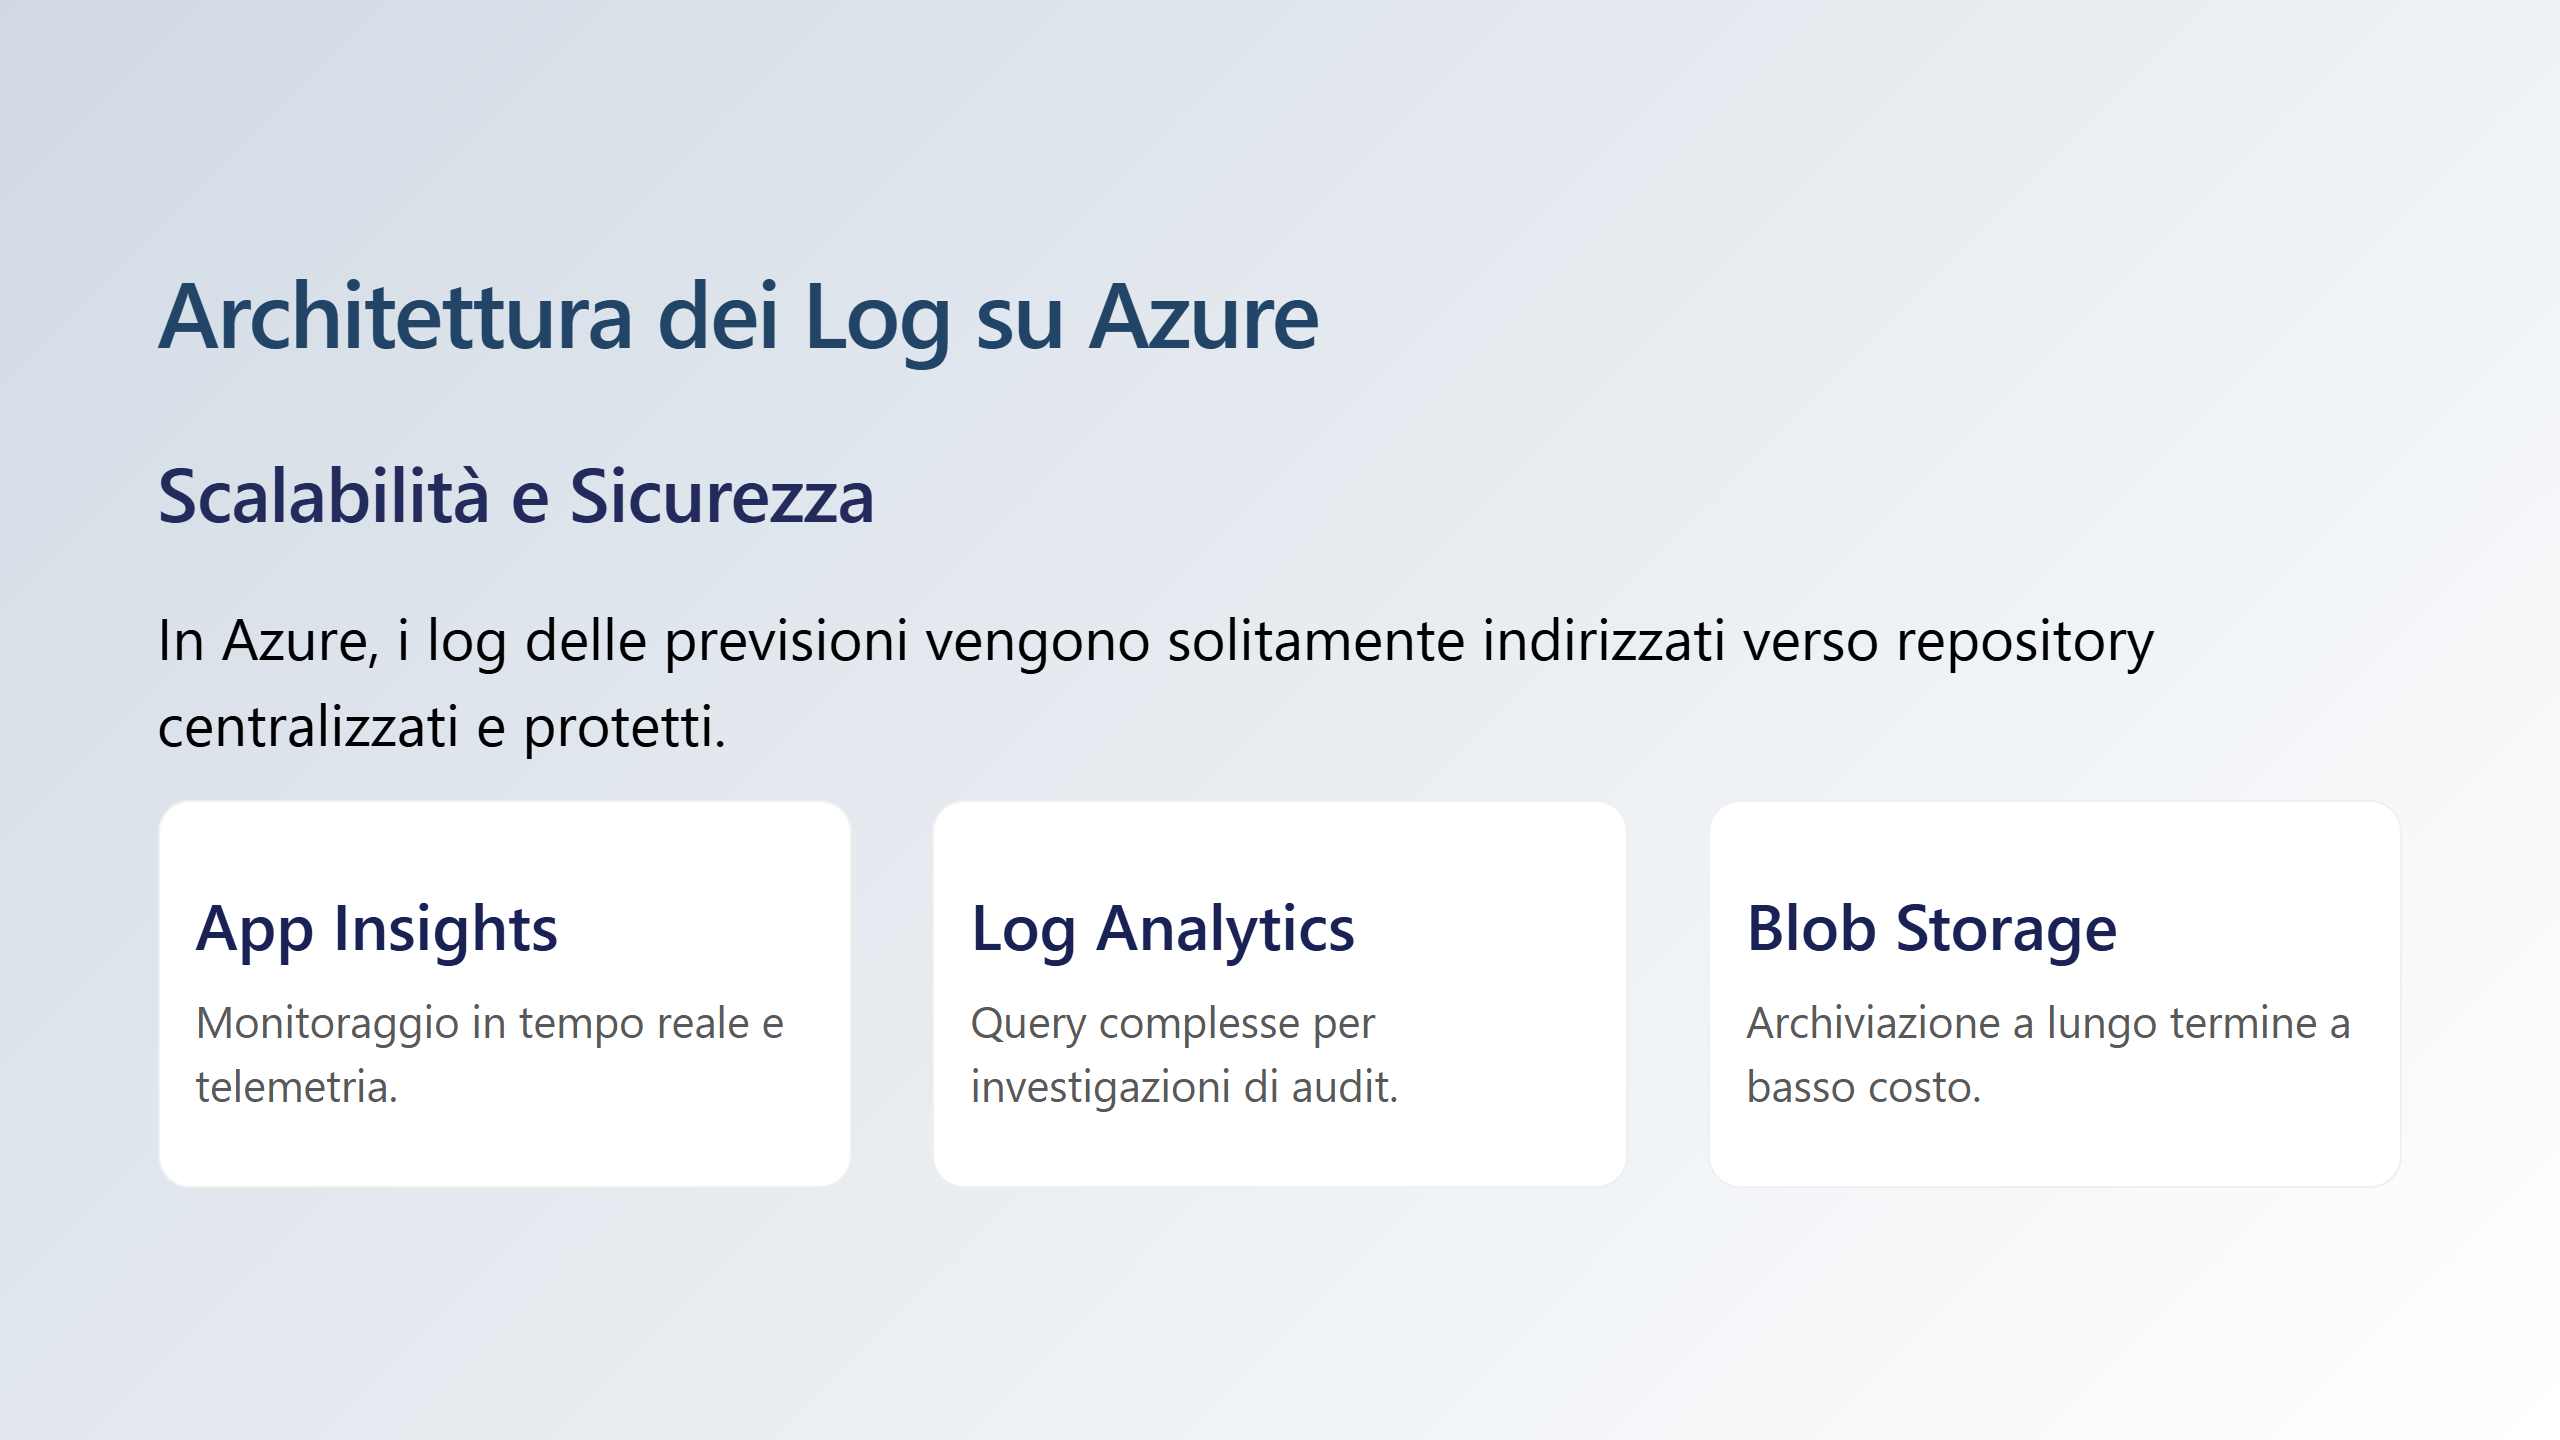 Architettura dei Log su Azure
Scalabilità e Sicurezza
In Azure, i log delle previsioni vengono solitamente indirizzati verso repository
centralizzati e protetti.
App Insights
Monitoraggio in tempo reale e
telemetria.
Log Analytics
Query complesse per
investigazioni di audit.
Blob Storage
Archiviazione a lungo termine a
basso costo.